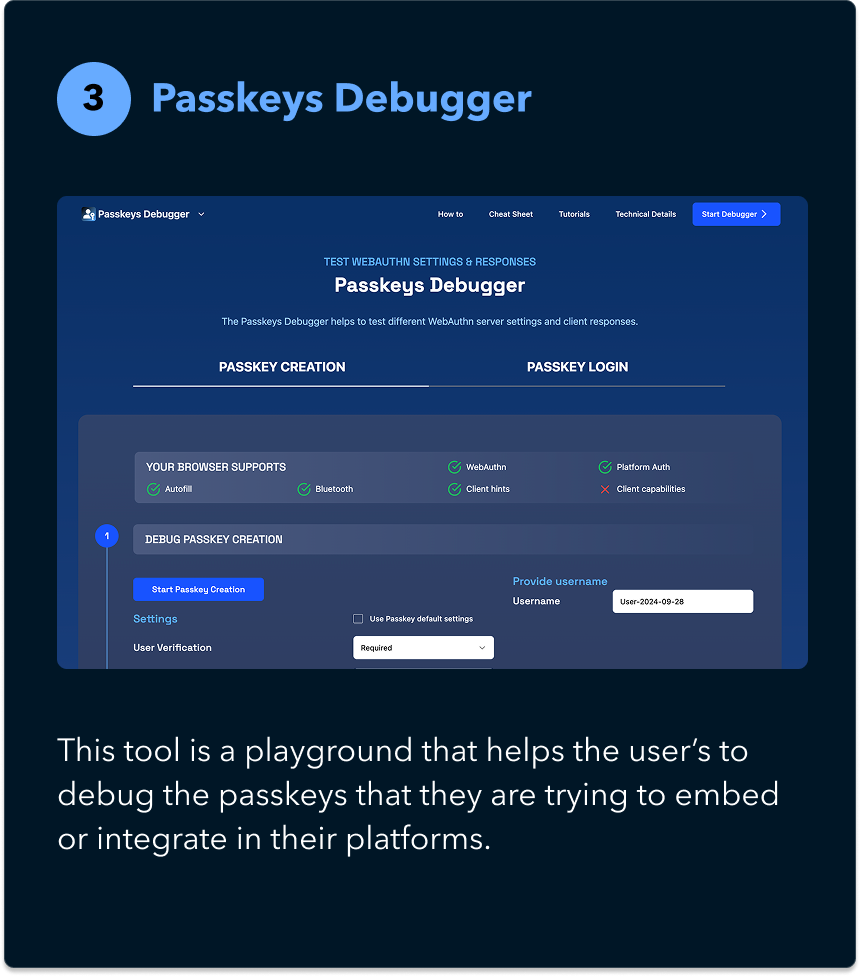 3 Passkeys Debugger
Passkeys Debugger How to Cheat Sheet Tutorials Technical Details Start Debugger
TEST WEBAUTHN SETTINGS & RESPONSES
Passkeys Debugger
The Passkeys Debugger helps to test different WebAuthn server settings and client responses.
PASSKEY CREATION PASSKEY LOGIN
YOUR BROWSER SUPPORTS WebAuthn Platform Auth
Autofill Bluetooth Client hints Client capabilities
1 DEBUG PASSKEY CREATION
Start Passkey Creation Provide username
Username User-2024-09-28
Settings Use Passkey default settings
User Verification Required
This tool is a playground that helps the user’s to
debug the passkeys that they are trying to embed
or integrate in their platforms.